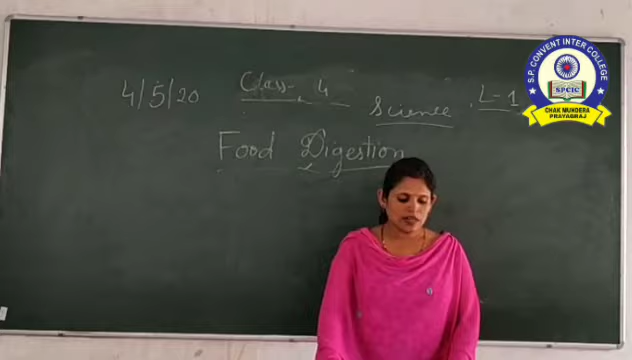 4/5/20 Class- 4 Science L-1
Food Digestion
S.P. CONVENT INTER COLLEGE
SPCIC
CHAK MUNDERA
PRAYAGRAJ